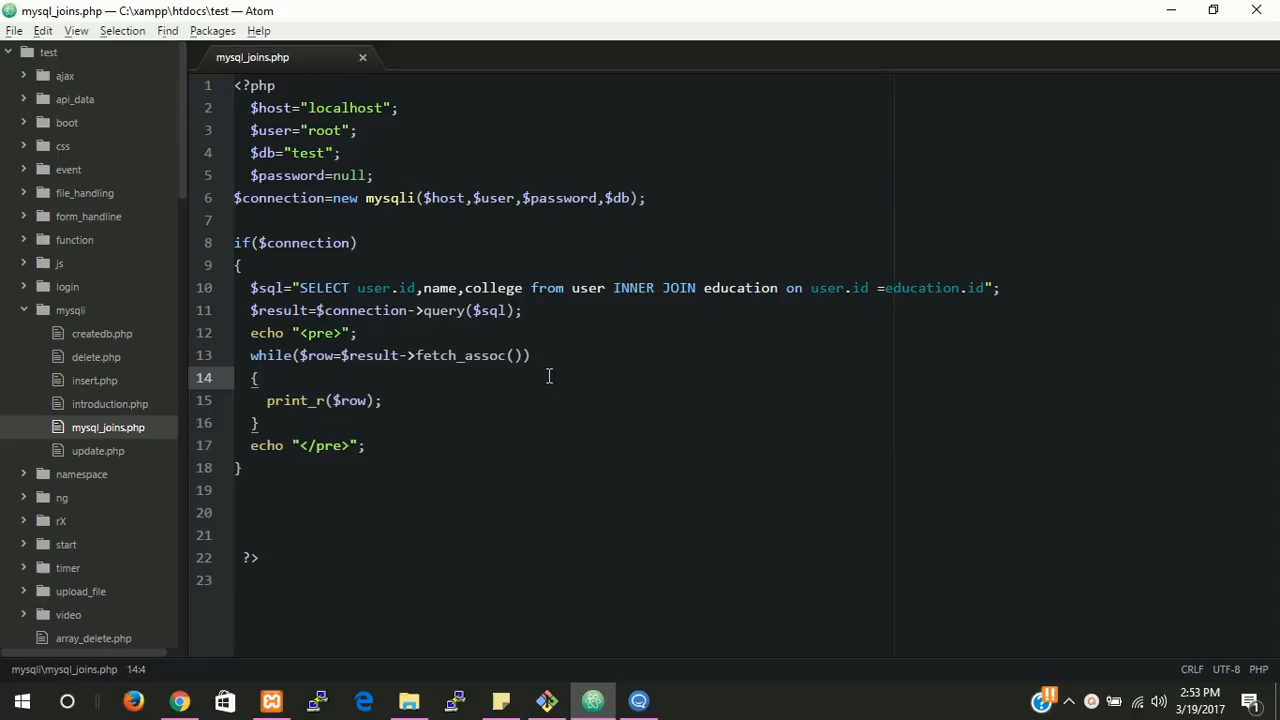 mysql_joins.php — C:\xampp\htdocs\test — Atom
File Edit View Selection Find Packages Help
test
ajax
api_data
boot
css
event
file_handling
form_handline
function
js
login
mysqli
createdb.php
delete.php
insert.php
introduction.php
mysql_joins.php
update.php
namespace
ng
rX
start
timer
upload_file
video
array_delete.php
mysql_joins.php
1 <?php
2 $host="localhost";
3 $user="root";
4 $db="test";
5 $password=null;
6 $connection=new mysqli($host,$user,$password,$db);
7
8 if($connection)
9 {
10 $sql="SELECT user.id,name,college from user INNER JOIN education on user.id =education.id";
11 $result=$connection->query($sql);
12 echo "<pre>";
13 while($row=$result->fetch_assoc())
14 {
15 print_r($row);
16 }
17 echo "</pre>";
18 }
19
20
21
22 ?>
23
mysqli\mysql_joins.php 14:4 CRLF UTF-8 PHP
2:53 PM
3/19/2017